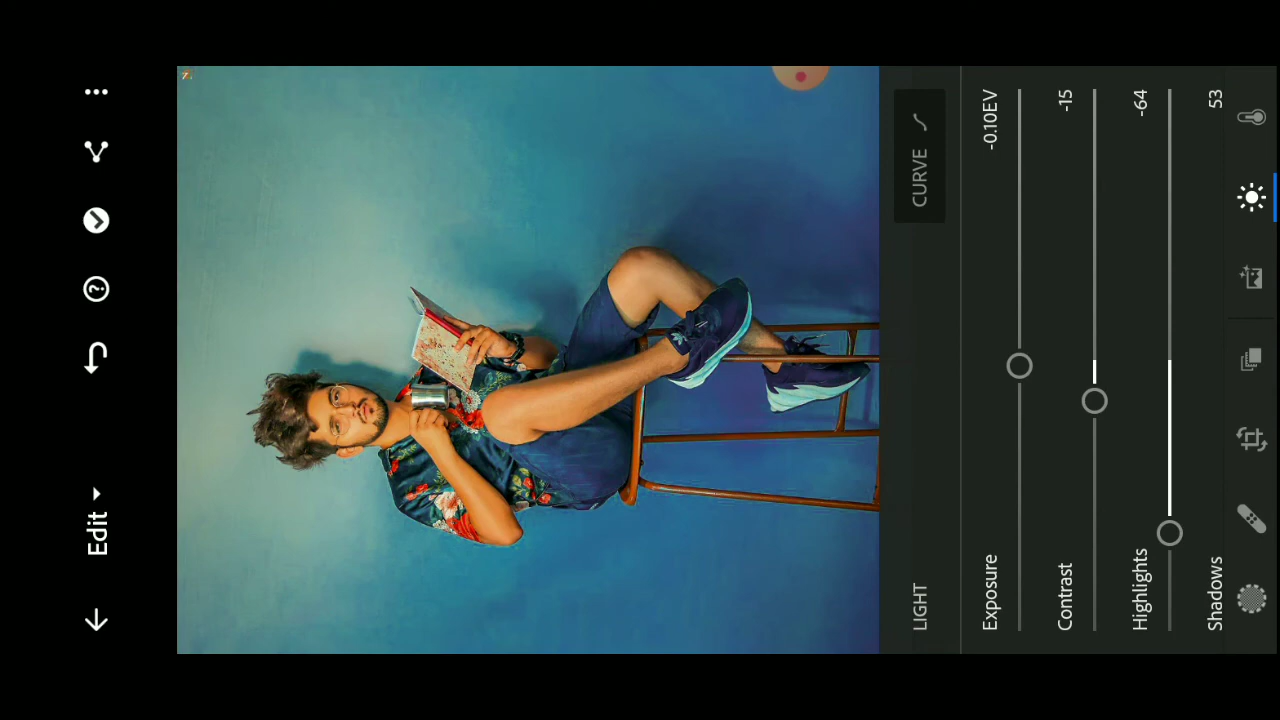 Edit
LIGHT
CURVE
Exposure
-0.10EV
Contrast
-15
Highlights
-64
Shadows
53